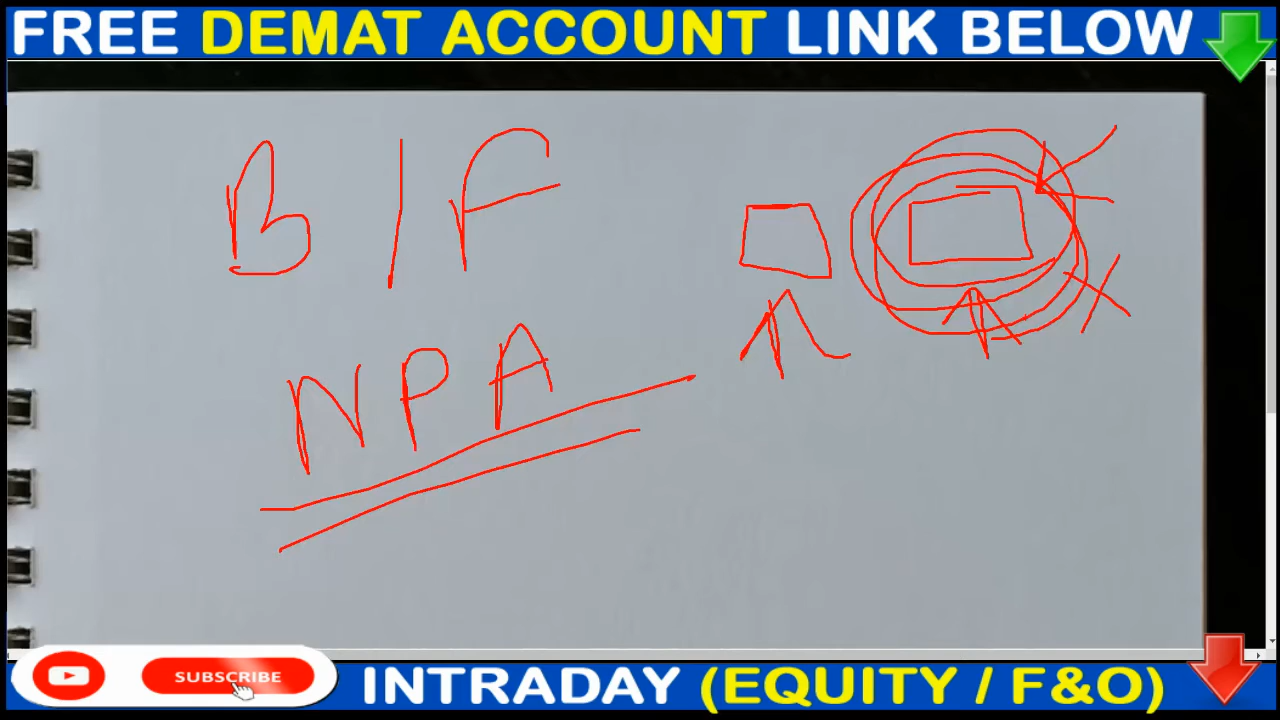 FREE DEMAT ACCOUNT LINK BELOW
B/F
NPA
SUBSCRIBE
INTRADAY (EQUITY / F&O)